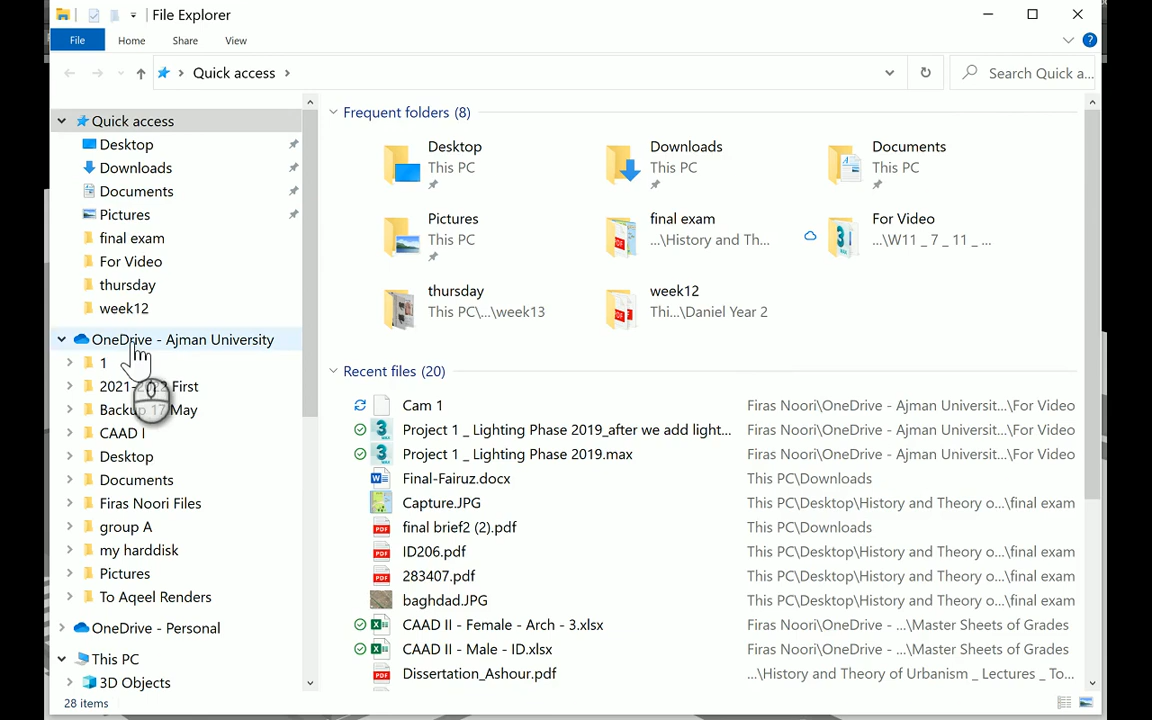 File Explorer
File
Home
Share
View
?
Quick access
Search Quick a...
Quick access
Desktop
Downloads
Documents
Pictures
final exam
For Video
thursday
week12
OneDrive - Ajman University
1
2021- First
Backup May
CAAD I
Desktop
Documents
Firas Noori Files
group A
my harddisk
Pictures
To Aqeel Renders
OneDrive - Personal
This PC
3D Objects
28 items
Frequent folders (8)
Desktop
This PC
Downloads
This PC
Documents
This PC
Pictures
This PC
final exam
...\History and Th...
For Video
...\W11 _ 7 _ 11 _ ...
thursday
This PC\...\week13
week12
Thi...\Daniel Year 2
Recent files (20)
Cam 1 Firas Noori\OneDrive - Ajman Universit...\For Video
Project 1 _ Lighting Phase 2019_after we add light... Firas Noori\OneDrive - Ajman Universit...\For Video
Project 1 _ Lighting Phase 2019.max Firas Noori\OneDrive - Ajman Universit...\For Video
Final-Fairuz.docx This PC\Downloads
Capture.JPG This PC\Desktop\History and Theory o...\final exam
final brief2 (2).pdf This PC\Downloads
ID206.pdf This PC\Desktop\History and Theory o...\final exam
283407.pdf This PC\Desktop\History and Theory o...\final exam
baghdad.JPG This PC\Desktop\History and Theory o...\final exam
CAAD II - Female - Arch - 3.xlsx Firas Noori\OneDrive - ...\Master Sheets of Grades
CAAD II - Male - ID.xlsx Firas Noori\OneDrive - ...\Master Sheets of Grades
Dissertation_Ashour.pdf ...\History and Theory of Urbanism _ Lectures _ To...